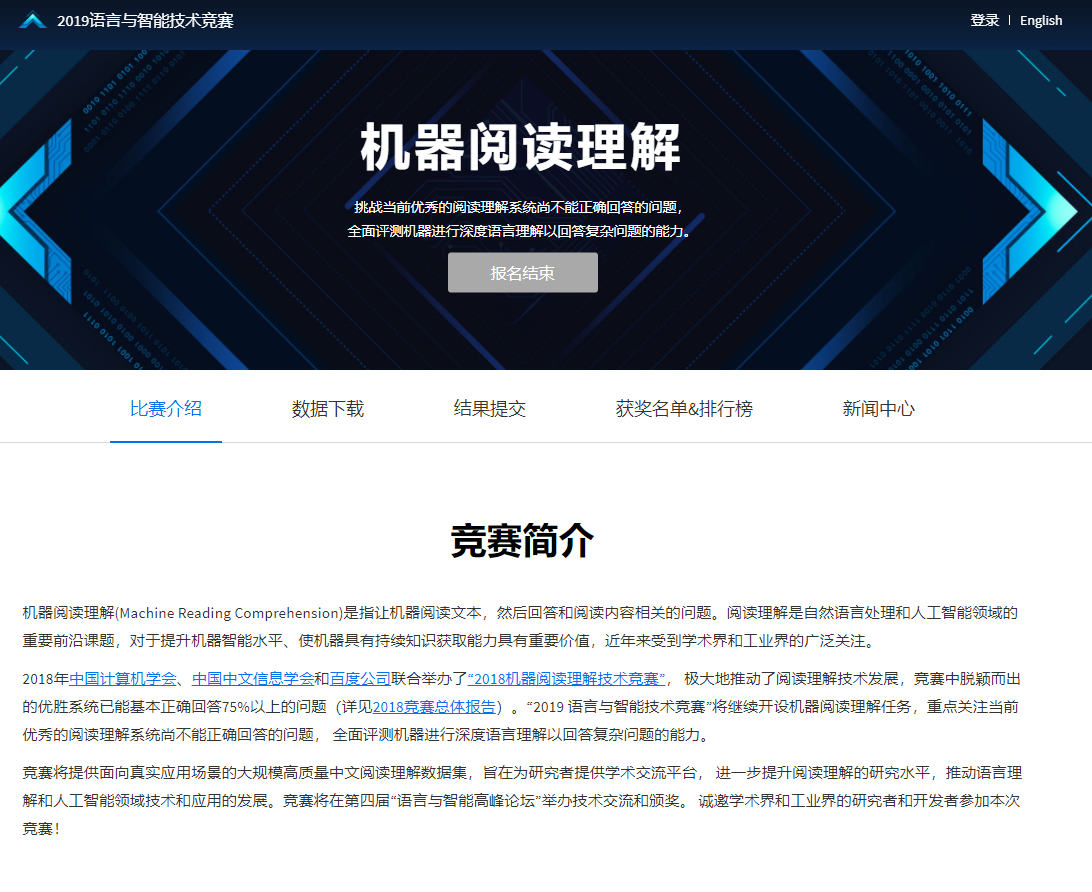 2019语言与智能技术竞赛
登录 | English
机器阅读理解
挑战当前优秀的阅读理解系统尚不能正确回答的问题，
全面评测机器进行深度语言理解以回答复杂问题的能力。
报名结束
比赛介绍
数据下载
结果提交
获奖名单&排行榜
新闻中心
竞赛简介
机器阅读理解(Machine Reading Comprehension)是指让机器阅读文本，然后回答和阅读内容相关的问题。阅读理解是自然语言处理和人工智能领域的
重要前沿课题，对于提升机器智能水平、使机器具有持续知识获取能力具有重要价值，近年来受到学术界和工业界的广泛关注。
2018年中国计算机学会、中国中文信息学会和百度公司联合举办了“2018机器阅读理解技术竞赛”， 极大地推动了阅读理解技术发展，竞赛中脱颖而出
的优胜系统已能基本正确回答75%以上的问题（详见2018竞赛总体报告）。“2019 语言与智能技术竞赛”将继续开设机器阅读理解任务，重点关注当前
优秀的阅读理解系统尚不能正确回答的问题， 全面评测机器进行深度语言理解以回答复杂问题的能力。
竞赛将提供面向真实应用场景的大规模高质量中文阅读理解数据集，旨在为研究者提供学术交流平台， 进一步提升阅读理解的研究水平，推动语言理
解和人工智能领域技术和应用的发展。竞赛将在第四届“语言与智能高峰论坛”举办技术交流和颁奖。 诚邀学术界和工业界的研究者和开发者参加本次
竞赛！